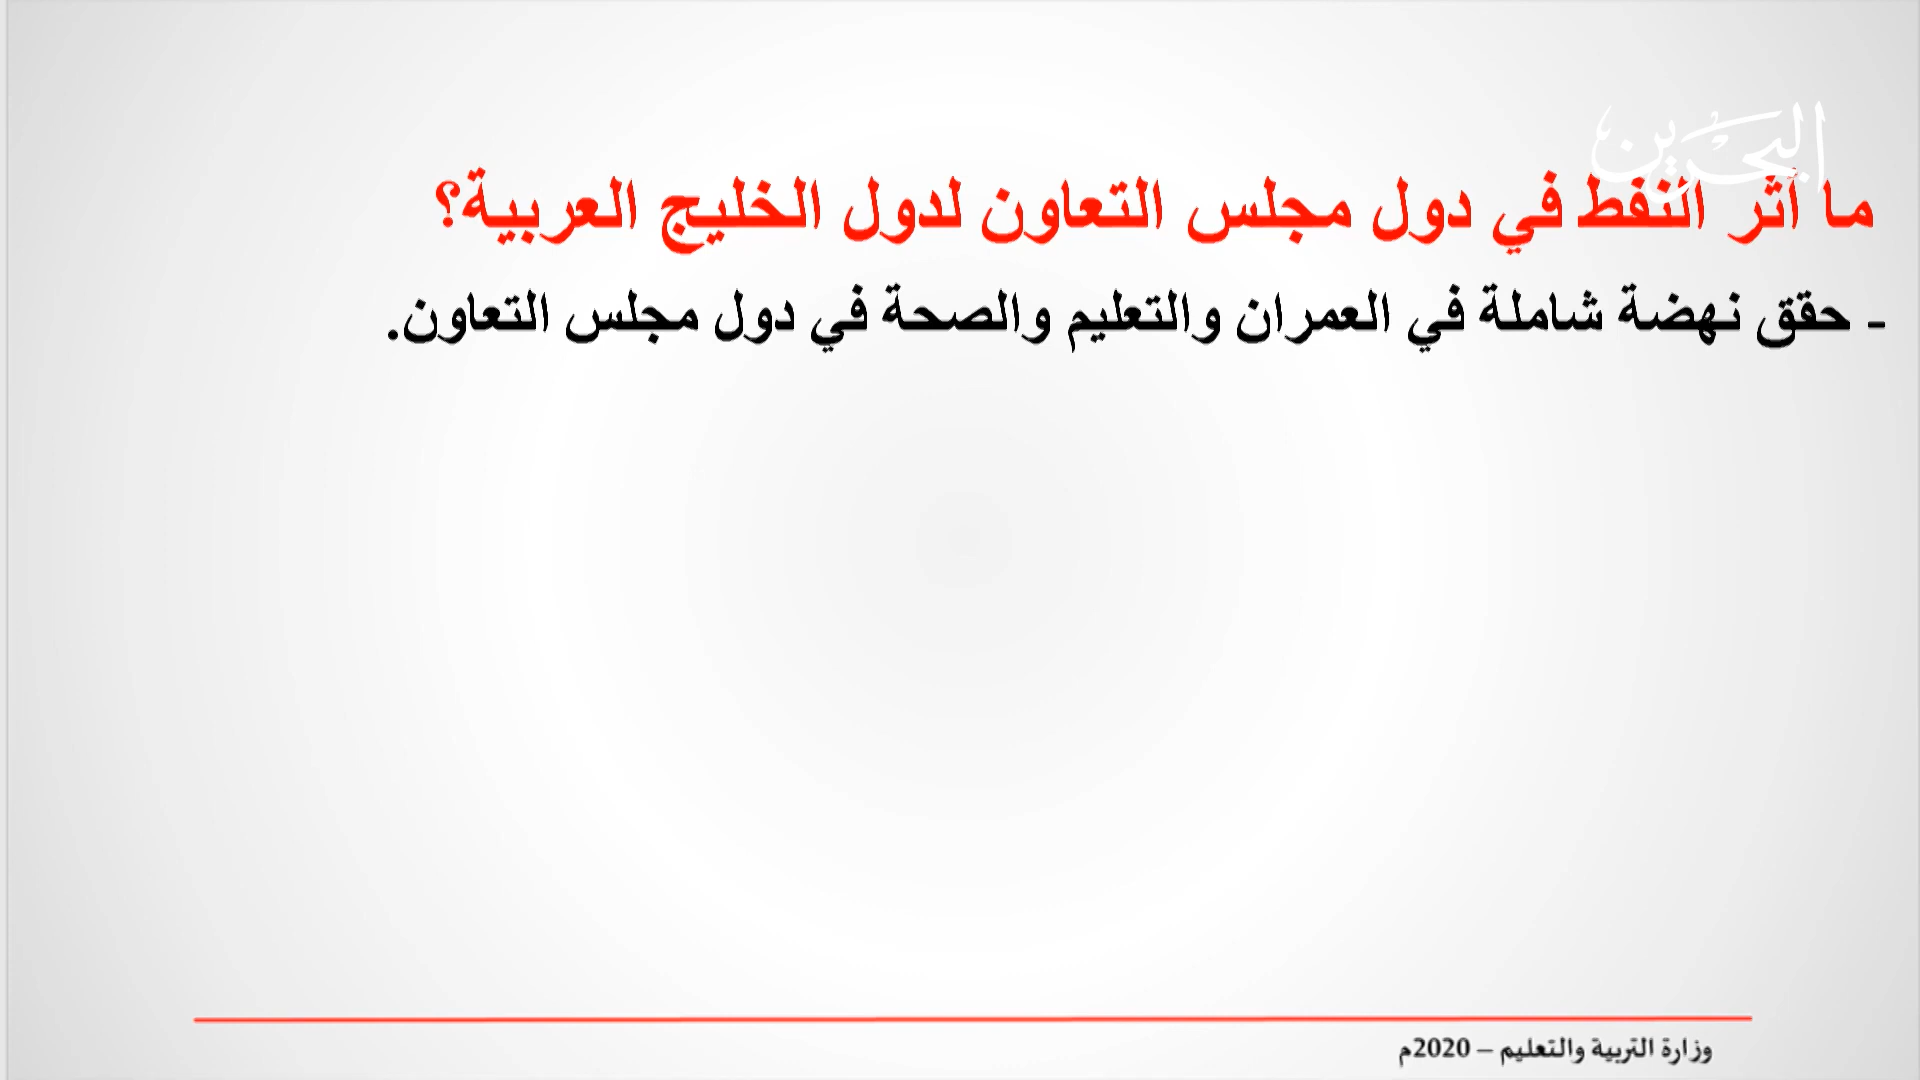 البحرين
ما أثر النفط في دول مجلس التعاون لدول الخليج العربية؟
- حقق نهضة شاملة في العمران والتعليم والصحة في دول مجلس التعاون.
وزارة التربية والتعليم – 2020م